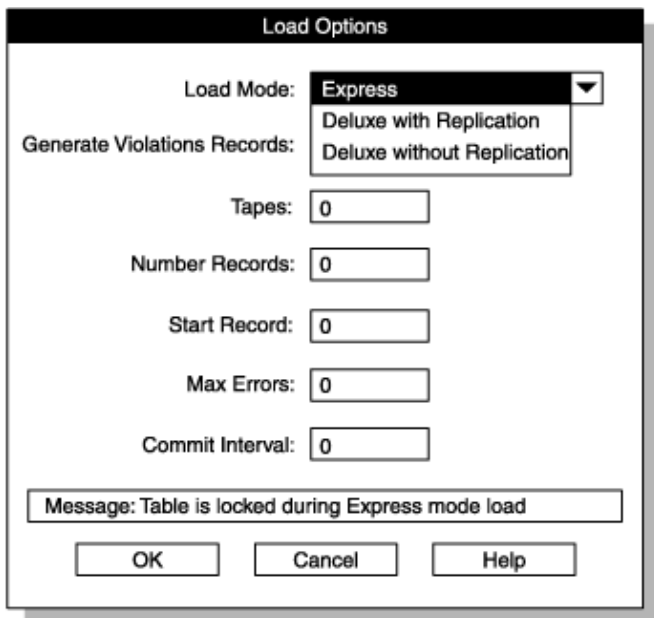 Load Options
Load Mode: Express
Deluxe with Replication
Generate Violations Records: Deluxe without Replication
Tapes: 0
Number Records: 0
Start Record: 0
Max Errors: 0
Commit Interval: 0
Message: Table is locked during Express mode load
OK Cancel Help